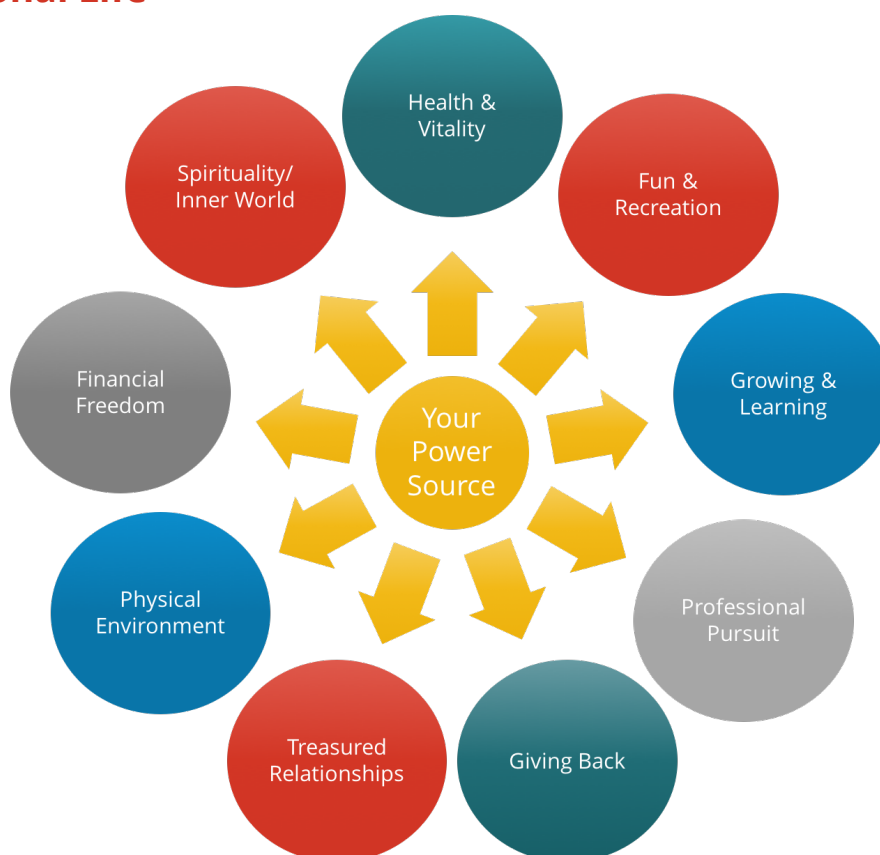 Health &
Vitality
Fun &
Recreation
Growing &
Learning
Professional
Pursuit
Giving Back
Treasured
Relationships
Physical
Environment
Financial
Freedom
Spirituality/
Inner World
Your
Power
Source